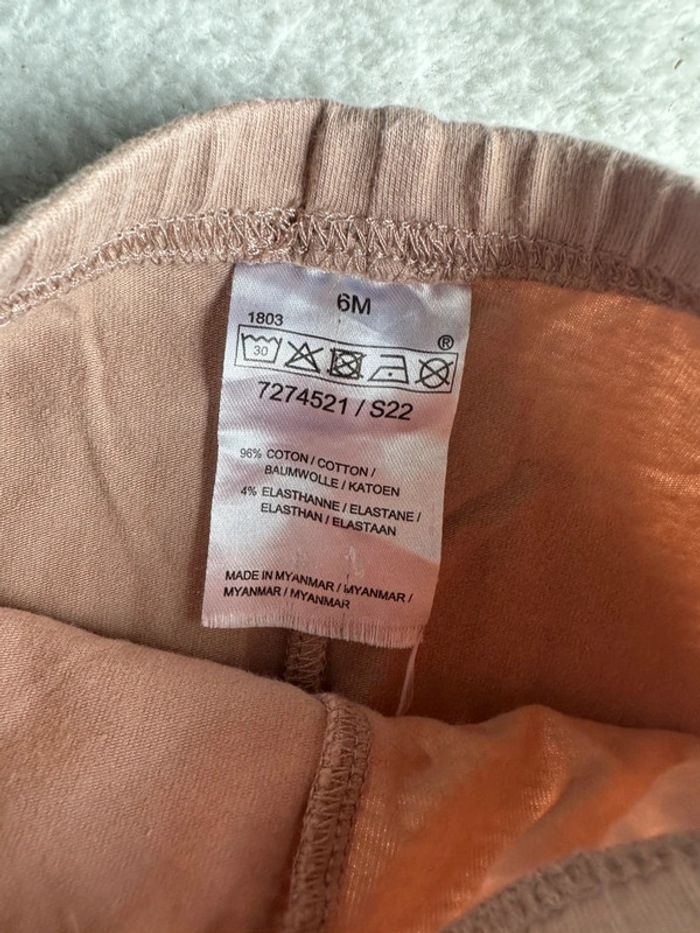 6M
1803
®
30
7274521 / S22
96% COTON / COTTON /
BAUMWOLLE / KATOEN
4% ELASTHANNE / ELASTANE /
ELASTHAN / ELASTAAN
MADE IN MYANMAR / MYANMAR /
MYANMAR / MYANMAR